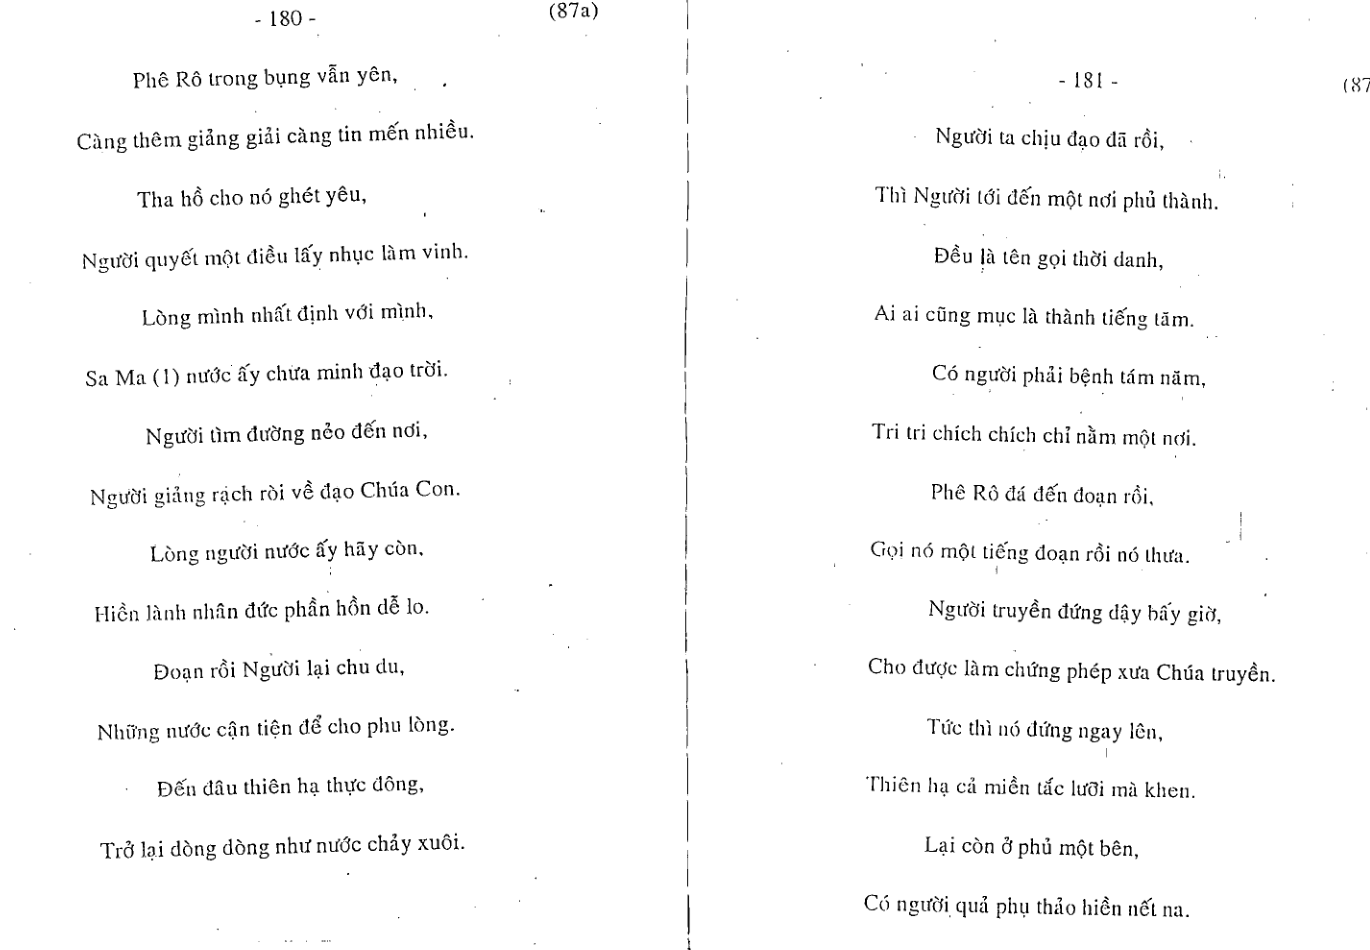 - 180 -
(87a)
Phê Rô trong bụng vẫn yên,
Càng thêm giảng giải càng tin mến nhiều.
Tha hồ cho nó ghét yêu,
Người quyết một điều lấy nhục làm vinh.
Lòng mình nhất định với mình,
Sa Ma (1) nước ấy chưa minh đạo trời.
Người tìm đường nẻo đến nơi,
Người giảng rạch ròi về đạo Chúa Con.
Lòng người nước ấy hãy còn,
Hiền lành nhân đức phần hồn dễ lo.
Đoạn rồi Người lại chu du,
Những nước cận tiện để cho phu lòng.
Đến đâu thiên hạ thực đông,
Trở lại dòng dòng như nước chảy xuôi.
- 181 -
(87
Người ta chịu đạo đã rồi,
Thì Người tới đến một nơi phủ thành.
Đều là tên gọi thời danh,
Ai ai cũng mục là thành tiếng tăm.
Có người phải bệnh tám năm,
Tri tri chích chích chỉ nằm một nơi.
Phê Rô đá đến đoạn rồi,
Gọi nó một tiếng đoạn rồi nó thưa.
Người truyền đứng dậy bấy giờ,
Cho được làm chứng phép xưa Chúa truyền.
Tức thì nó đứng ngay lên,
Thiên hạ cả miền tắc lưỡi mà khen.
Lại còn ở phủ một bên,
Có người quả phụ thảo hiền nết na.